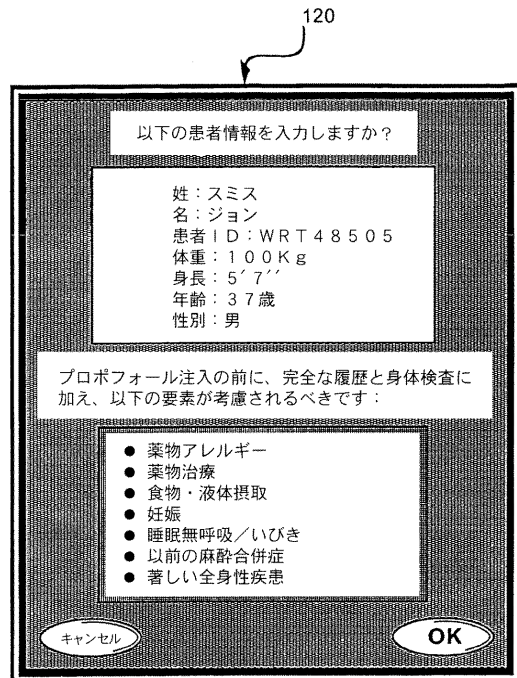 120
以下の患者情報を入力しますか？
姓：スミス
名：ジョン
患者ＩＤ：ＷＲＴ４８５０５
体重：１００Ｋｇ
身長：５′７′′
年齢：３７歳
性別：男
プロポフォール注入の前に、完全な履歴と身体検査に
加え、以下の要素が考慮されるべきです：
● 薬物アレルギー
● 薬物治療
● 食物・液体摂取
● 妊娠
● 睡眠無呼吸／いびき
● 以前の麻酔合併症
● 著しい全身性疾患
キャンセル OK